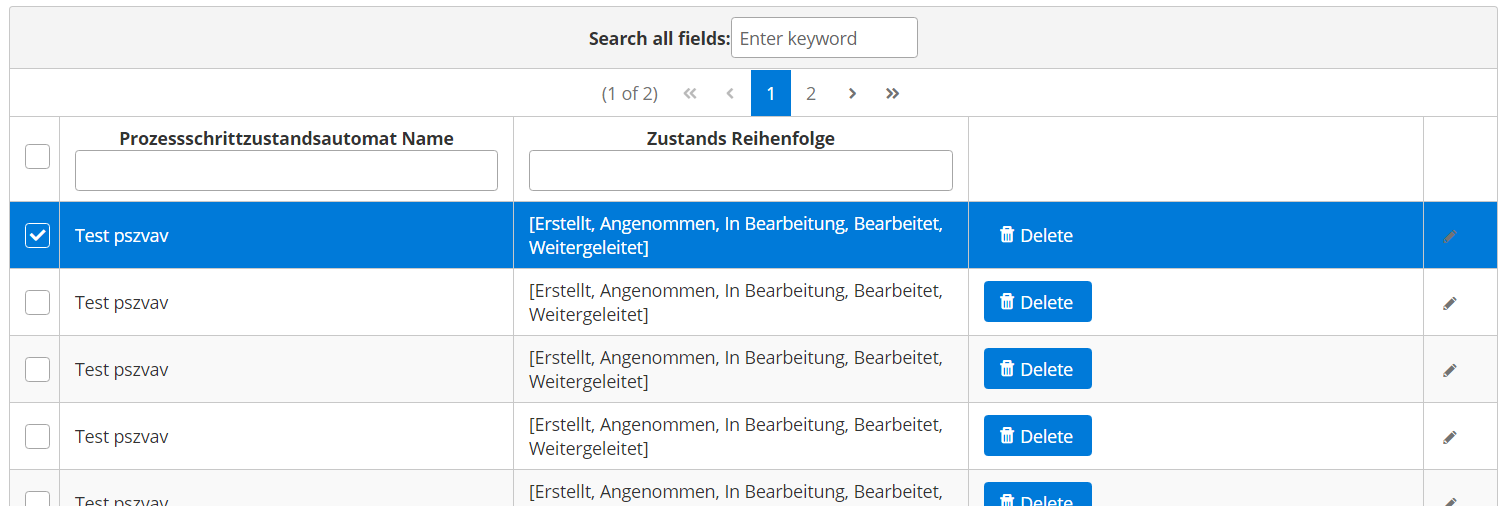 Search all fields: Enter keyword
(1 of 2) 1 2
Prozessschrittzustandsautomat Name Zustands Reihenfolge
Test pszvav [Erstellt, Angenommen, In Bearbeitung, Bearbeitet, Delete
Weitergeleitet]
Test pszvav [Erstellt, Angenommen, In Bearbeitung, Bearbeitet, Delete
Weitergeleitet]
Test pszvav [Erstellt, Angenommen, In Bearbeitung, Bearbeitet, Delete
Weitergeleitet]
Test pszvav [Erstellt, Angenommen, In Bearbeitung, Bearbeitet, Delete
Weitergeleitet]
Test pszvav [Erstellt, Angenommen, In Bearbeitung, Bearbeitet, Delete